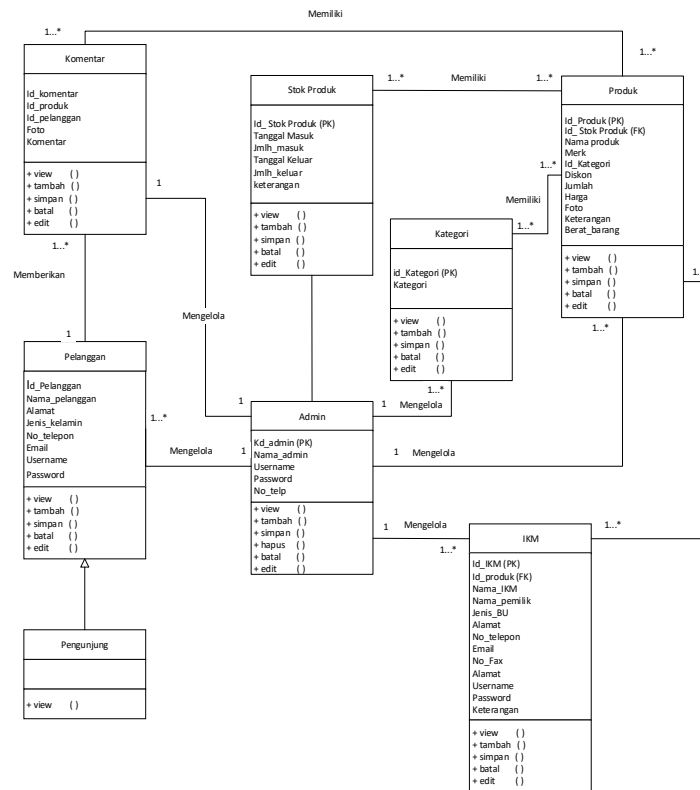 Memiliki
1...*
1...*
Komentar
Id_komentar
Id_produk
Id_pelanggan
Foto
Komentar
+ view ( )
+ tambah ( )
+ simpan ( )
+ batal ( )
+ edit ( )
1...*
1
Stok Produk
Id_ Stok Produk (PK)
Tanggal Masuk
Jmlh_masuk
Tanggal Keluar
Jmlh_keluar
keterangan
+ view ( )
+ tambah ( )
+ simpan ( )
+ batal ( )
+ edit ( )
1...*
Memiliki
1...*
Produk
Id_Produk (PK)
Id_ Stok Produk (FK)
Nama produk
Merk
Id_Kategori
Diskon
Jumlah
Harga
Foto
Keterangan
Berat_barang
+ view ( )
+ tambah ( )
+ simpan ( )
+ batal ( )
+ edit ( )
1...*
1...*
Memiliki
1...*
Kategori
id_Kategori (PK)
Kategori
+ view ( )
+ tambah ( )
+ simpan ( )
+ batal ( )
+ edit ( )
1...*
Memberikan
Mengelola
1
Pelanggan
Id_Pelanggan
Nama_pelanggan
Alamat
Jenis_kelamin
No_telepon
Email
Username
Password
+ view ( )
+ tambah ( )
+ simpan ( )
+ batal ( )
+ edit ( )
1...*
Mengelola
1
1
Admin
Kd_admin (PK)
Nama_admin
Username
Password
No_telp
+ view ( )
+ tambah ( )
+ simpan ( )
+ hapus ( )
+ batal ( )
+ edit ( )
1
Mengelola
1
Mengelola
1
Mengelola
1...*
1...*
IKM
Id_IKM (PK)
Id_produk (FK)
Nama_IKM
Nama_pemilik
Jenis_BU
Alamat
No_telepon
Email
No_Fax
Alamat
Username
Password
Keterangan
+ view ( )
+ tambah ( )
+ simpan ( )
+ batal ( )
+ edit ( )
Pengunjung
+ view ( )